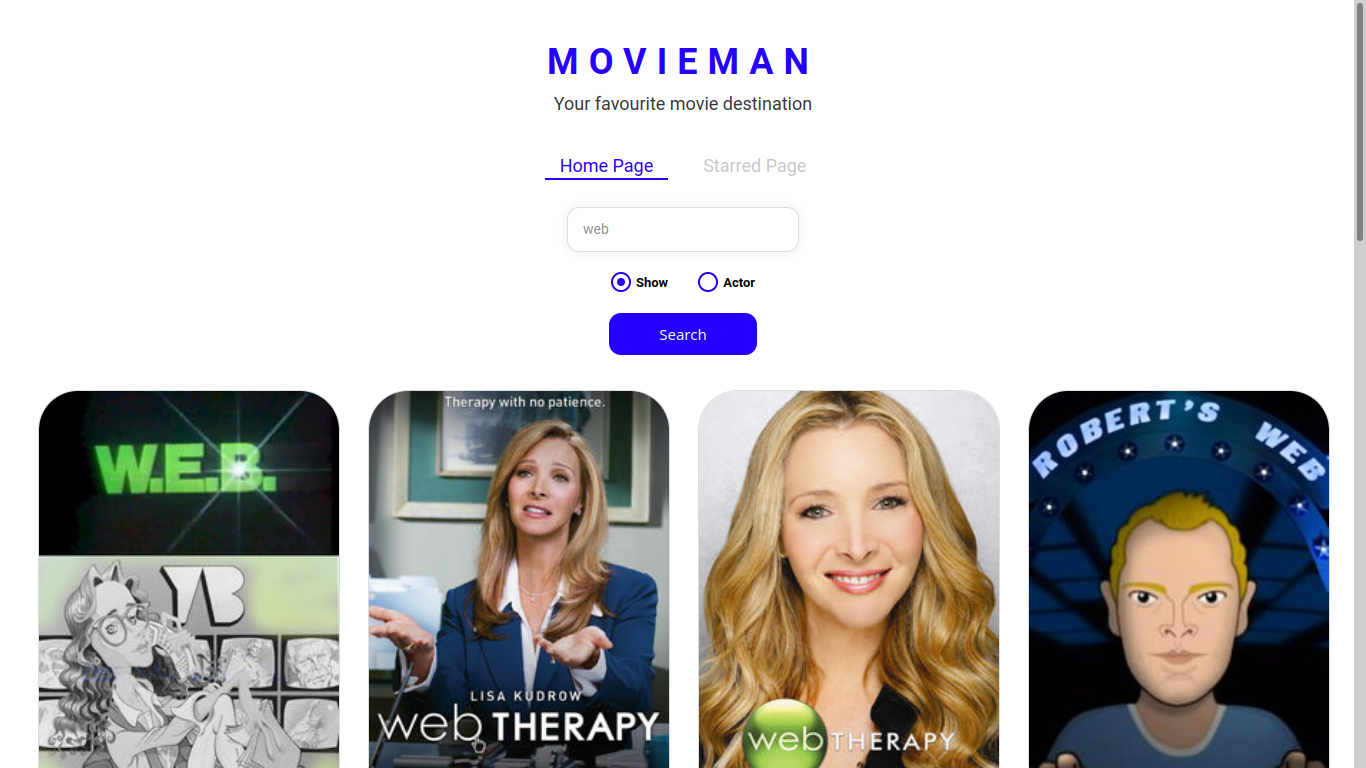 MOVIEMAN
Your favourite movie destination
Home Page
Starred Page
web
Show
Actor
Search
W.E.B.
YB
Therapy with no patience.
LISA KUDROW
web THERAPY
web THERAPY
ROBERT'S WEB